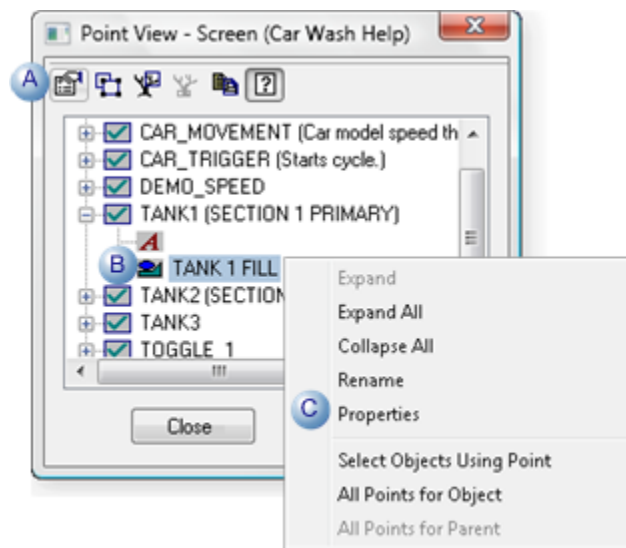 Point View - Screen (Car Wash Help)
A
CAR_MOVEMENT (Car model speed th
CAR_TRIGGER (Starts cycle.)
DEMO_SPEED
TANK1 (SECTION 1 PRIMARY)
A
B TANK 1 FILL
TANK2 (SECTION
TANK3
TOGGLE_1
Close
Expand
Expand All
Collapse All
Rename
C Properties
Select Objects Using Point
All Points for Object
All Points for Parent